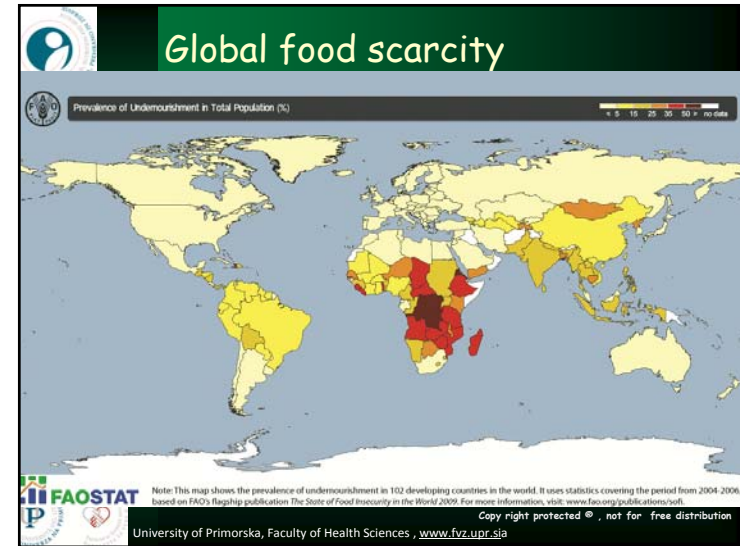 Global food scarcity
FAO
Prevalence of Undernourishment in Total Population (%)
< 5 15 25 35 50 > no data
Note: This map shows the prevalence of undernourishment in 102 developing countries in the world. It uses statistics covering the period from 2004-2006
based on FAO's flagship publication The State of Food Insecurity in the World 2009. For more information, visit: www.fao.org/publications/sofi.
FAOSTAT
UP
Copy right protected © , not for free distribution
University of Primorska, Faculty of Health Sciences , www.fvz.upr.sia